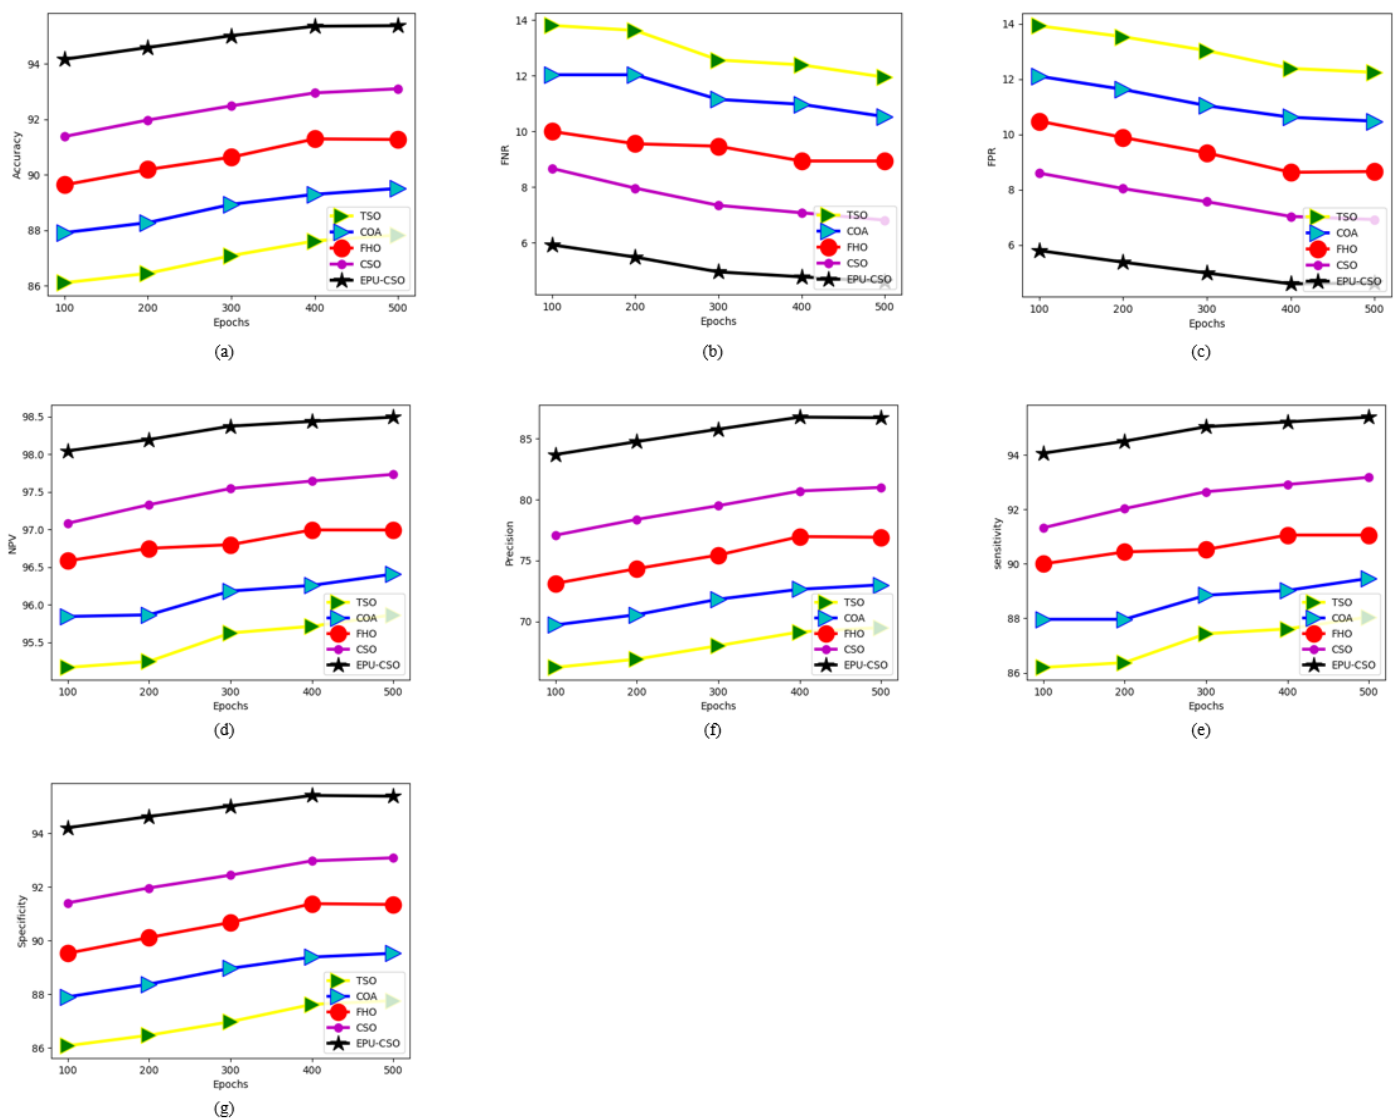 94
92
90
88
86
Accuracy
100 200 300 400 500
Epochs
TSO
COA
FHO
CSO
EPU-CSO
(a)
14
12
10
8
6
FNR
100 200 300 400 500
Epochs
TSO
COA
FHO
CSO
EPU-CSO
(b)
14
12
10
8
6
FPR
100 200 300 400 500
Epochs
TSO
COA
FHO
CSO
EPU-CSO
(c)
98.5
98.0
97.5
97.0
96.5
96.0
95.5
NPV
100 200 300 400 500
Epochs
TSO
COA
FHO
CSO
EPU-CSO
(d)
85
80
75
70
Precision
100 200 300 400 500
Epochs
TSO
COA
FHO
CSO
EPU-CSO
(f)
94
92
90
88
86
sensitivity
100 200 300 400 500
Epochs
TSO
COA
FHO
CSO
EPU-CSO
(e)
94
92
90
88
86
Specificity
100 200 300 400 500
Epochs
TSO
COA
FHO
CSO
EPU-CSO
(g)